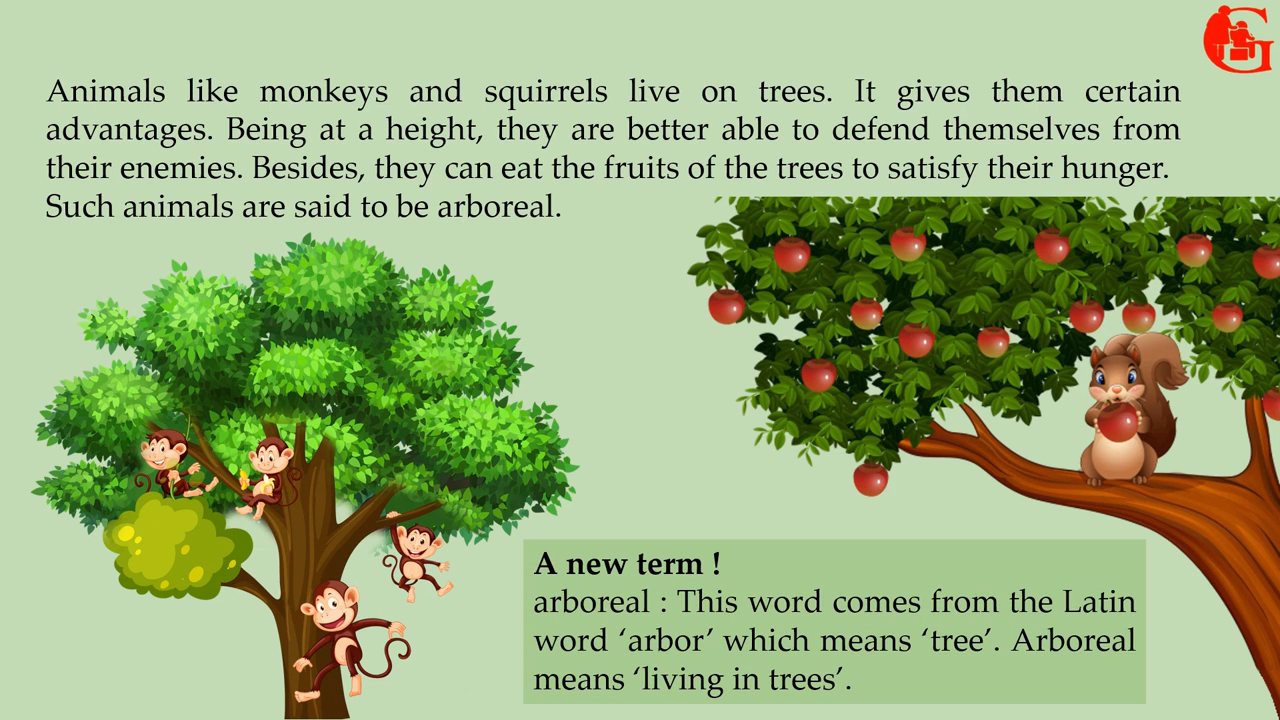 Animals like monkeys and squirrels live on trees. It gives them certain
advantages. Being at a height, they are better able to defend themselves from
their enemies. Besides, they can eat the fruits of the trees to satisfy their hunger.
Such animals are said to be arboreal.
A new term !
arboreal : This word comes from the Latin
word ‘arbor’ which means ‘tree’. Arboreal
means ‘living in trees’.